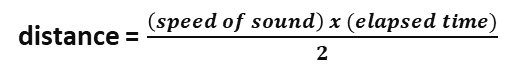 distance = (speed of sound) x (elapsed time)
2